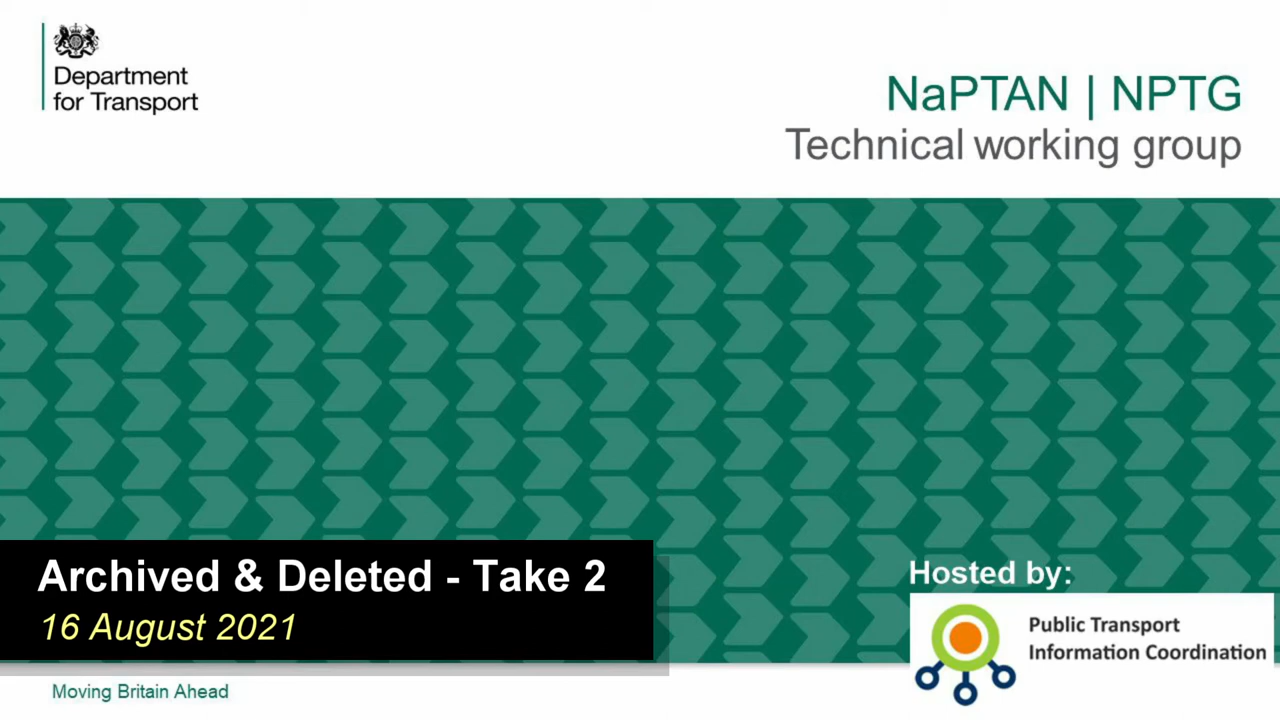 Department
for Transport
NaPTAN | NPTG
Technical working group
Archived & Deleted - Take 2
16 August 2021
Hosted by:
Public Transport
Information Coordination
Moving Britain Ahead